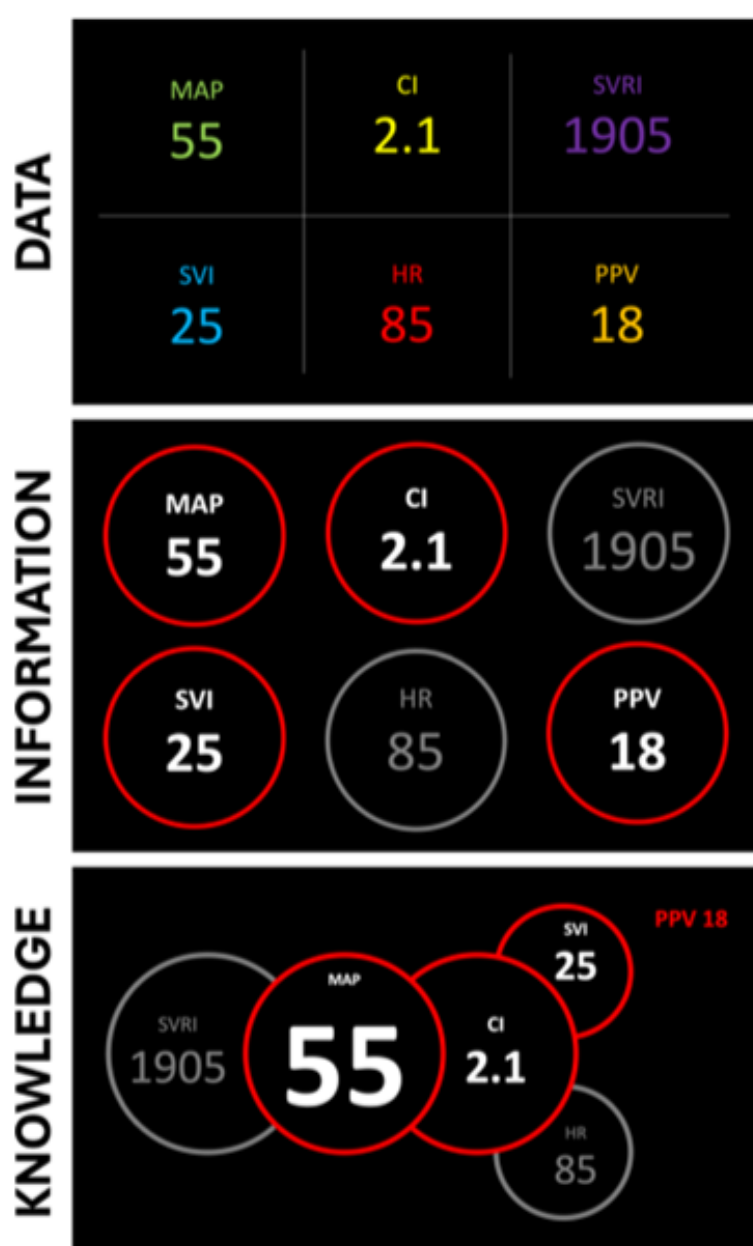 DATA
MAP CI SVRI
55 2.1 1905
SVI HR PPV
25 85 18
INFORMATION
MAP CI SVRI
55 2.1 1905
SVI HR PPV
25 85 18
KNOWLEDGE
PPV 18
SVI
25
MAP
SVRI CI
1905 55 2.1
HR
85